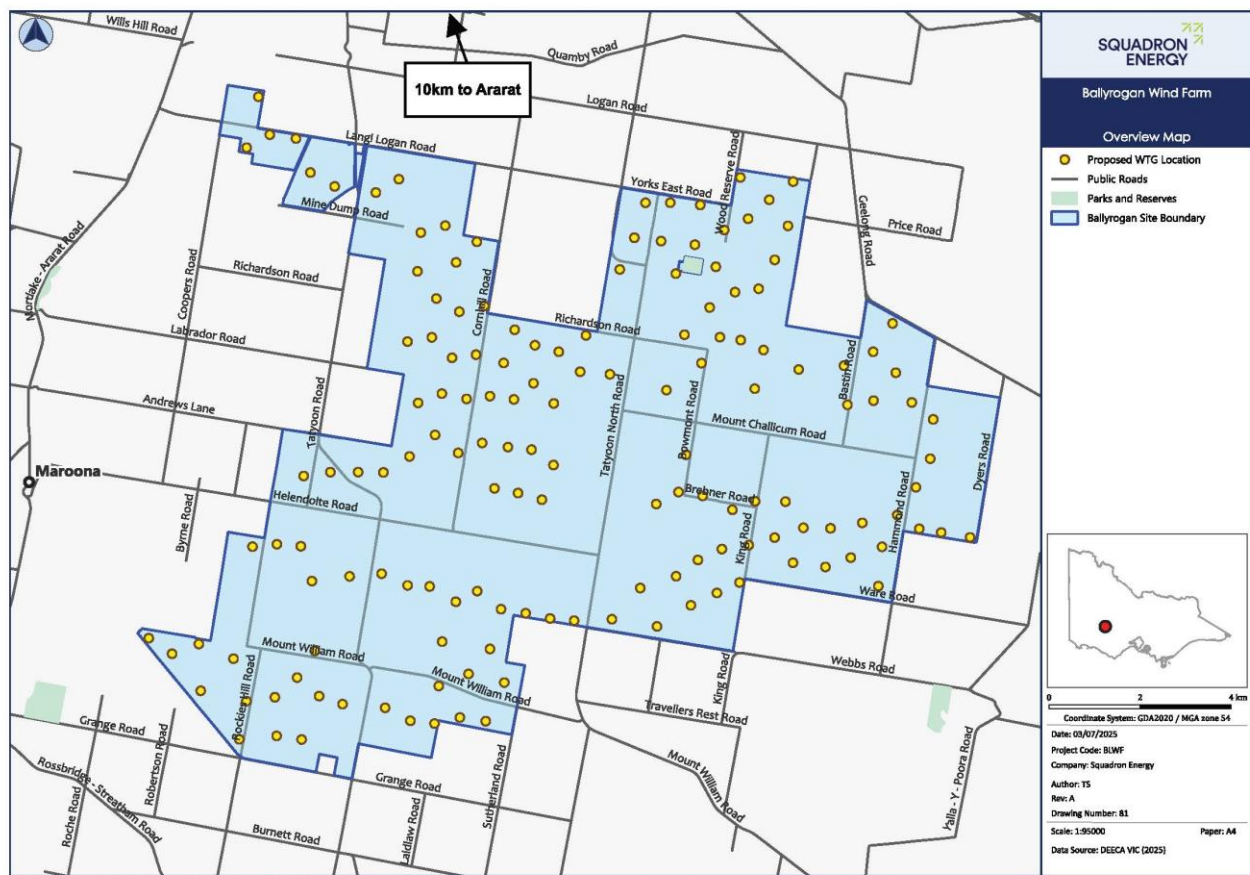 Wills Hill Road
Quamby Road
10km to Ararat
Logan Road
Langi Logan Road
Yorks East Road
Wood Reserve Road
Geelong Road
Price Road
Mine Dump Road
Mortlake - Ararat Road
Coopers Road
Richardson Road
Cornhill Road
Richardson Road
Labrador Road
Tatyoon Road
Tatyoon North Road
Bowmont Road
Bastin Road
Andrews Lane
Mount Challicum Road
Maroona
Dyers Road
Helendoite Road
Brebner Road
Byrne Road
King Road
Hammond Road
Ware Road
Mount William Road
Webbs Road
Rockies Hill Road
Mount William Road
King Road
Travellers Rest Road
Grange Road
Robertson Road
Mount William Road
Yalla - Y - Poora Road
Rossbridge - Streatham Road
Grange Road
Sutherland Road
Roche Road
Burnett Road
Laidlaw Road
SQUADRON
ENERGY
Ballyrogan Wind Farm
Overview Map
Proposed WTG Location
Public Roads
Parks and Reserves
Ballyrogan Site Boundary
0 2 4 km
Coordinate System: GDA2020 / MGA zone 54
Date: 03/07/2025
Project Code: BLWF
Company: Squadron Energy
Author: TS
Rev: A
Drawing Number: 81
Scale: 1:95000 Paper: A4
Data Source: DEECA VIC (2025)